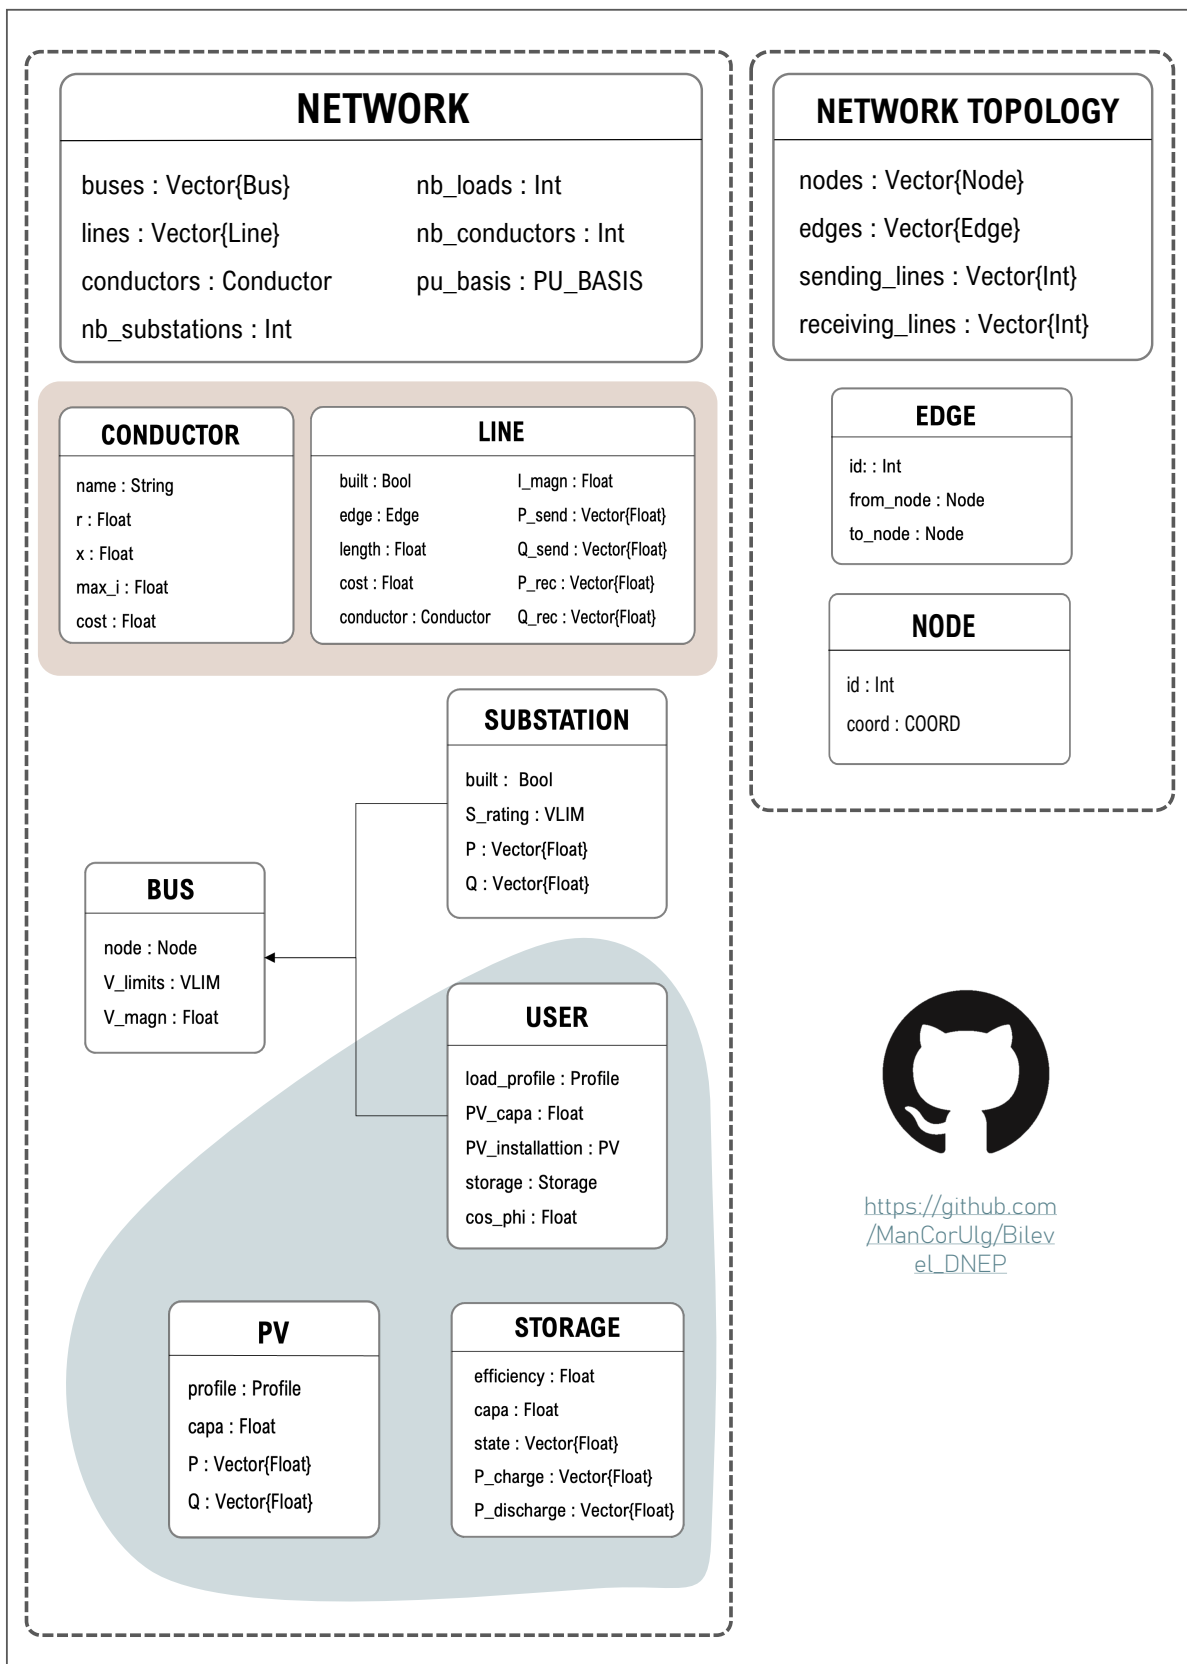 NETWORK
buses : Vector{Bus}
lines : Vector{Line}
conductors : Conductor
nb_substations : Int
nb_loads : Int
nb_conductors : Int
pu_basis : PU_BASIS
CONDUCTOR
name : String
r : Float
x : Float
max_i : Float
cost : Float
LINE
built : Bool
edge : Edge
length : Float
cost : Float
conductor : Conductor
I_magn : Float
P_send : Vector{Float}
Q_send : Vector{Float}
P_rec : Vector{Float}
Q_rec : Vector{Float}
SUBSTATION
built :  Bool
S_rating : VLIM
P : Vector{Float}
Q : Vector{Float}
BUS
node : Node
V_limits : VLIM
V_magn : Float
USER
load_profile : Profile
PV_capa : Float
PV_installattion : PV
storage : Storage
cos_phi : Float
PV
profile : Profile
capa : Float
P : Vector{Float}
Q : Vector{Float}
STORAGE
efficiency : Float
capa : Float
state : Vector{Float}
P_charge : Vector{Float}
P_discharge : Vector{Float}
NETWORK TOPOLOGY
nodes : Vector{Node}
edges : Vector{Edge}
sending_lines : Vector{Int}
receiving_lines : Vector{Int}
EDGE
id: : Int
from_node : Node
to_node : Node
NODE
id : Int
coord : COORD
https://github.com
/ManCorUlg/Bilev
el_DNEP